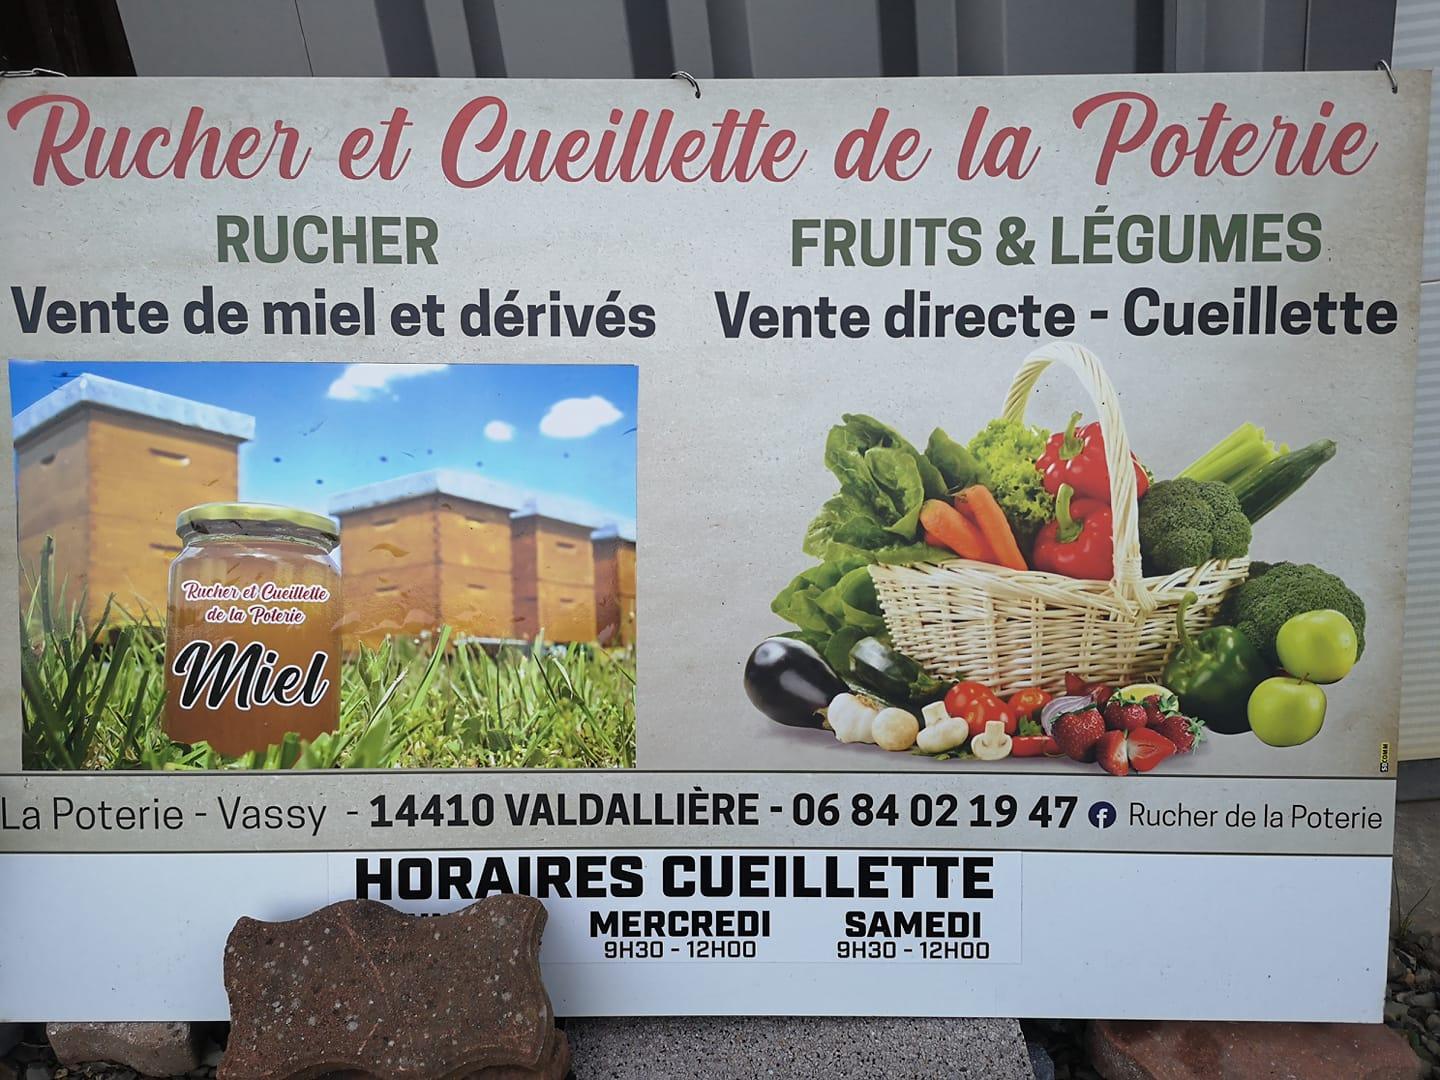 Rucher et Cueillette de la Poterie
RUCHER
Vente de miel et dérivés
FRUITS & LÉGUMES
Vente directe - Cueillette
Rucher et Cueillette
de la Poterie
Miel
SICOMM
La Poterie - Vassy - 14410 VALDALLIÈRE - 06 84 02 19 47 Rucher de la Poterie
HORAIRES CUEILLETTE
MERCREDI
9H30 - 12H00
SAMEDI
9H30 - 12H00